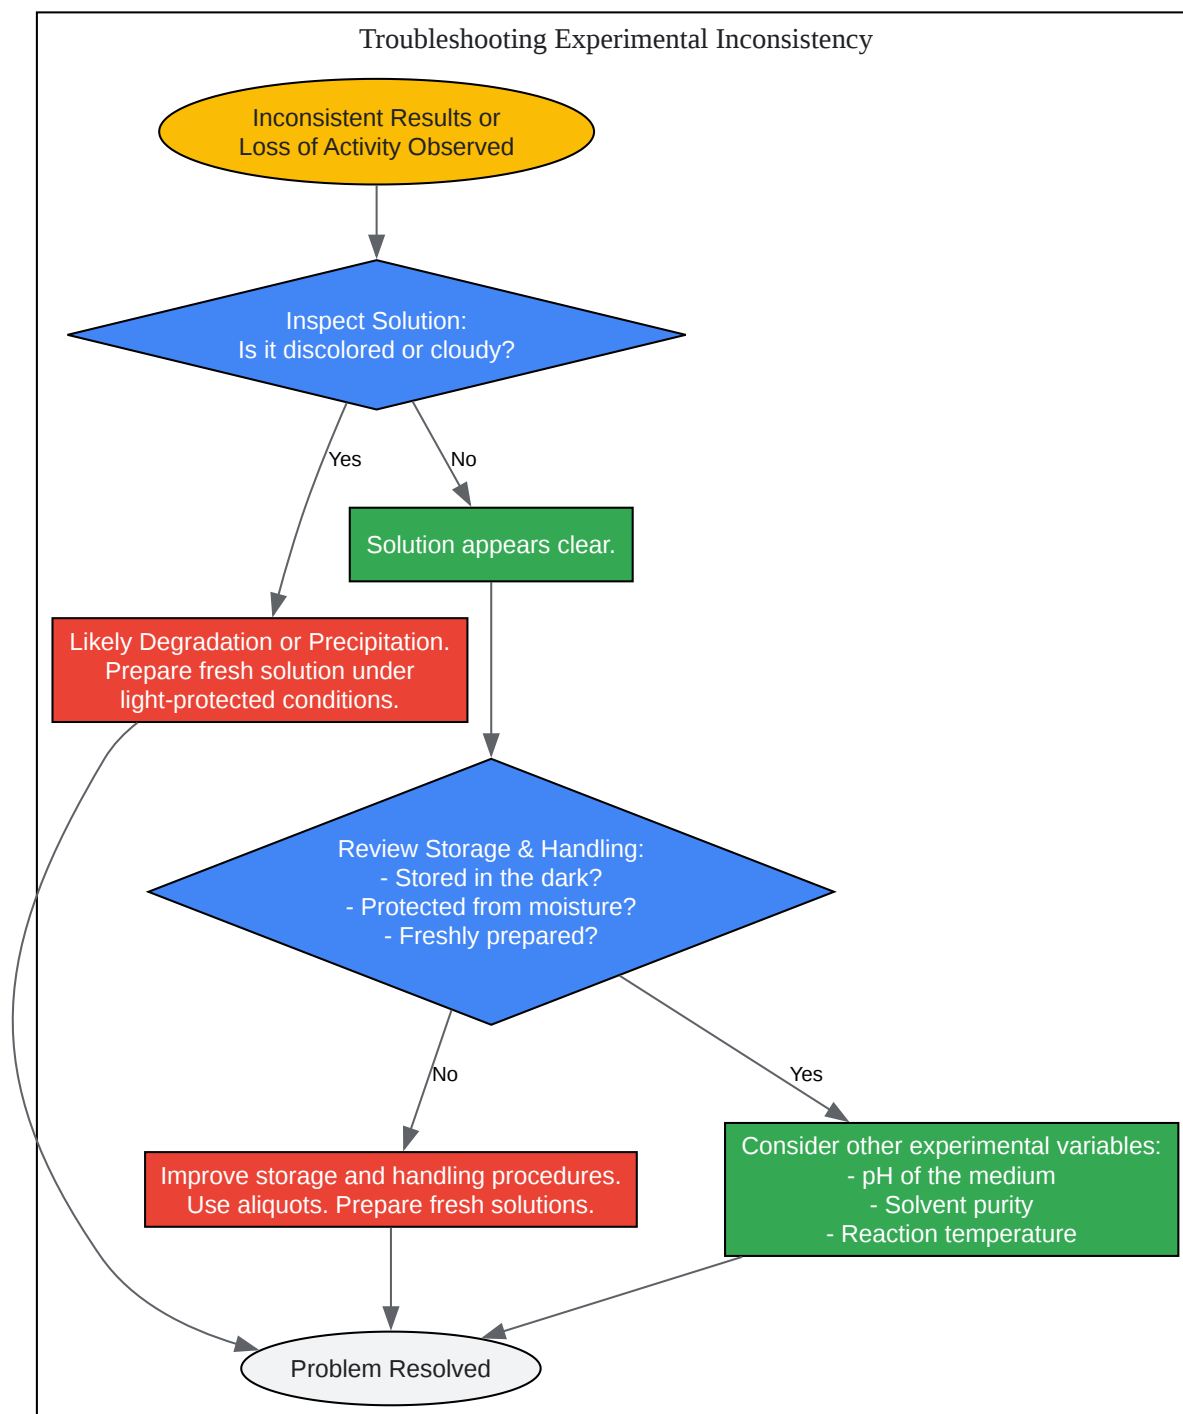 Troubleshooting Experimental Inconsistency
Inconsistent Results or
Loss of Activity Observed
Inspect Solution:
Is it discolored or cloudy?
Yes
No
Solution appears clear.
Likely Degradation or Precipitation.
Prepare fresh solution under
light-protected conditions.
Review Storage & Handling:
- Stored in the dark?
- Protected from moisture?
- Freshly prepared?
No
Yes
Improve storage and handling procedures.
Use aliquots. Prepare fresh solutions.
Consider other experimental variables:
- pH of the medium
- Solvent purity
- Reaction temperature
Problem Resolved